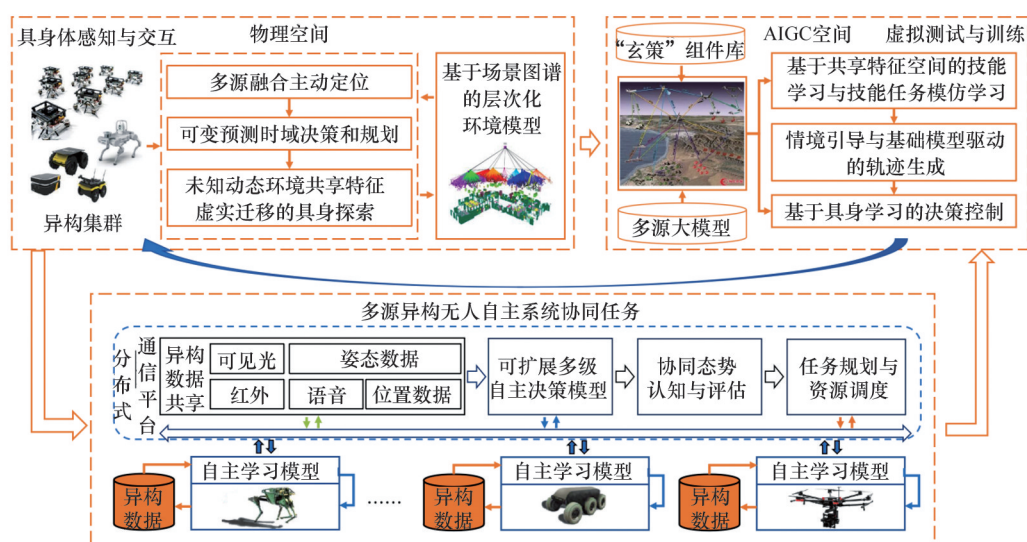 具身体感知与交互
物理空间
多源融合主动定位
可变预测时域决策和规划
未知动态环境共享特征
虚实迁移的具身探索
异构集群
基于场景图谱
的层次化
环境模型
“玄策”组件库
多源大模型
AIGC空间
虚拟测试与训练
基于共享特征空间的技能
学习与技能任务模仿学习
情境引导与基础模型驱动
的轨迹生成
基于具身学习的决策控制
多源异构无人自主系统协同任务
分布式
通信平台
异构
数据
共享
可见光
姿态数据
红外
语音
位置数据
可扩展多级
自主决策模型
协同态势
认知与评估
任务规划与
资源调度
异构
数据
自主学习模型
……
异构
数据
自主学习模型
异构
数据
自主学习模型